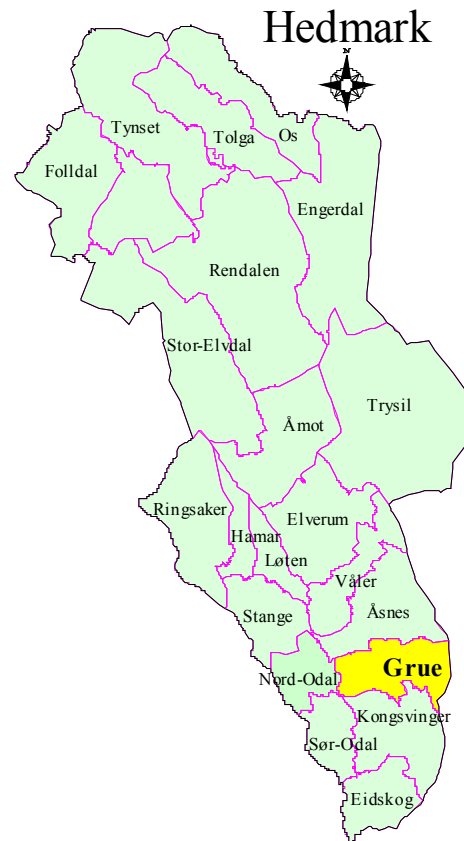 Hedmark
N
Tynset
Tolga
Os
Folldal
Engerdal
Rendalen
Stor-Elvdal
Trysil
Åmot
Ringsaker
Elverum
Hamar
Løten
Våler
Stange
Åsnes
Grue
Nord-Odal
Kongsvinger
Sør-Odal
Eidskog